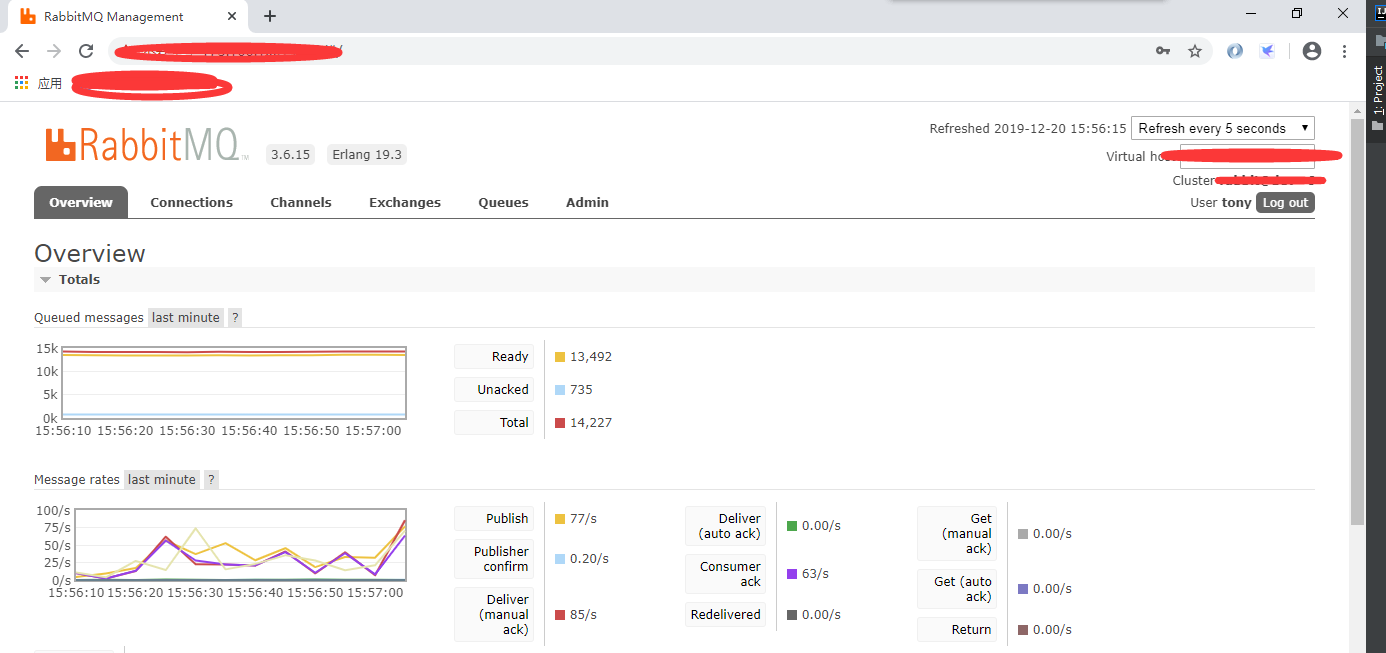 RabbitMQ Management
应用
1: Project
RabbitMQ TM
3.6.15
Erlang 19.3
Refreshed 2019-12-20 15:56:15
Refresh every 5 seconds
Virtual
Cluster
User tony
Log out
Overview
Connections
Channels
Exchanges
Queues
Admin
Overview
Totals
Queued messages last minute ?
15k
10k
5k
0k
15:56:10 15:56:20 15:56:30 15:56:40 15:56:50 15:57:00
Ready 13,492
Unacked 735
Total 14,227
Message rates last minute ?
100/s
75/s
50/s
25/s
0/s
15:56:10 15:56:20 15:56:30 15:56:40 15:56:50 15:57:00
Publish 77/s
Publisher
confirm 0.20/s
Deliver
(manual
ack) 85/s
Deliver
(auto ack) 0.00/s
Consumer
ack 63/s
Redelivered 0.00/s
Get
(manual
ack) 0.00/s
Get (auto
ack) 0.00/s
Return 0.00/s